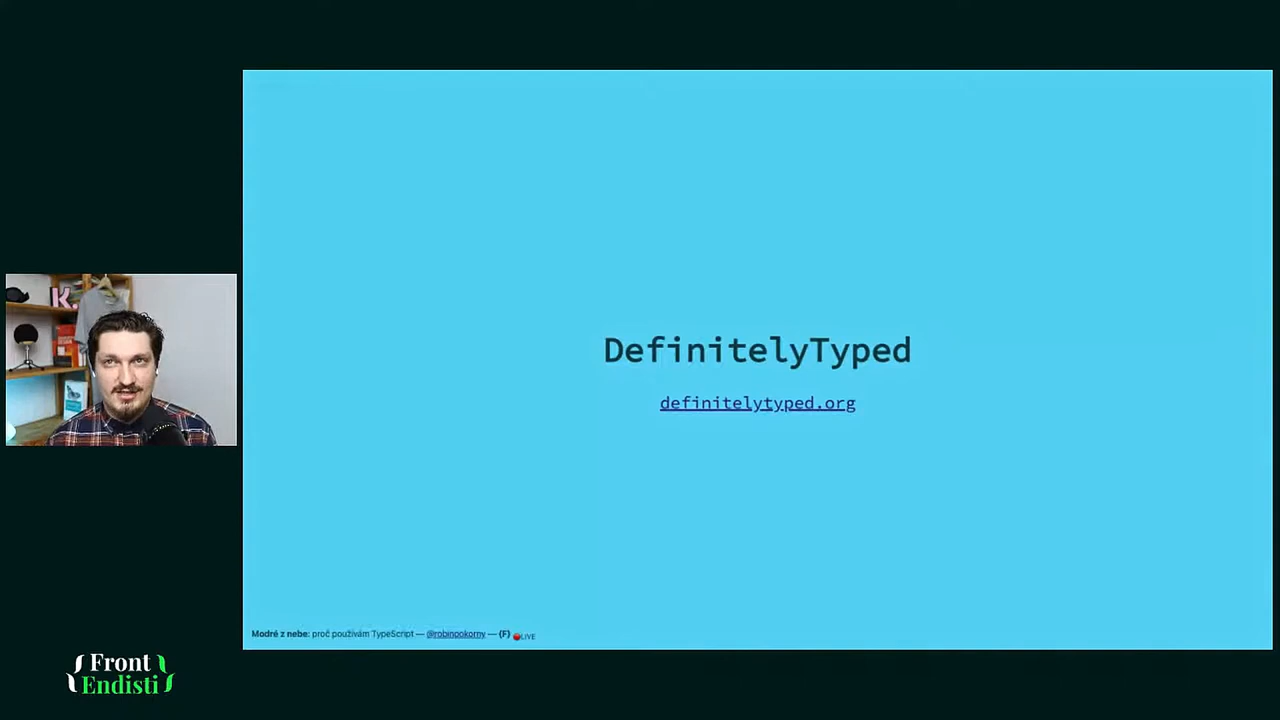 DefinitelyTyped
definitelytyped.org
K.
Modré z nebe: proč používám TypeScript — @robinpokorny — {F} LIVE
{Front
Endisti}